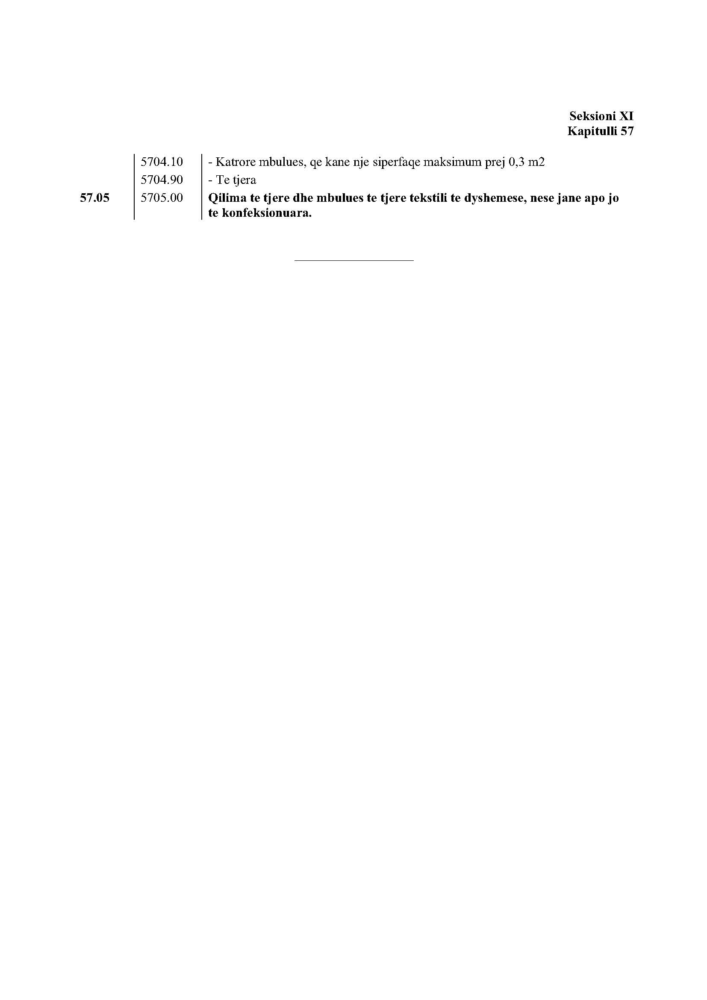 Seksioni XI
Kapitulli 57
5704.10 - Katrore mbulues, qe kane nje siperfaqe maksimum prej 0,3 m2
5704.90 - Te tjera
57.05 5705.00 Qilima te tjere dhe mbulues te tjere tekstili te dyshemese, nese jane apo jo
te konfeksionuara.